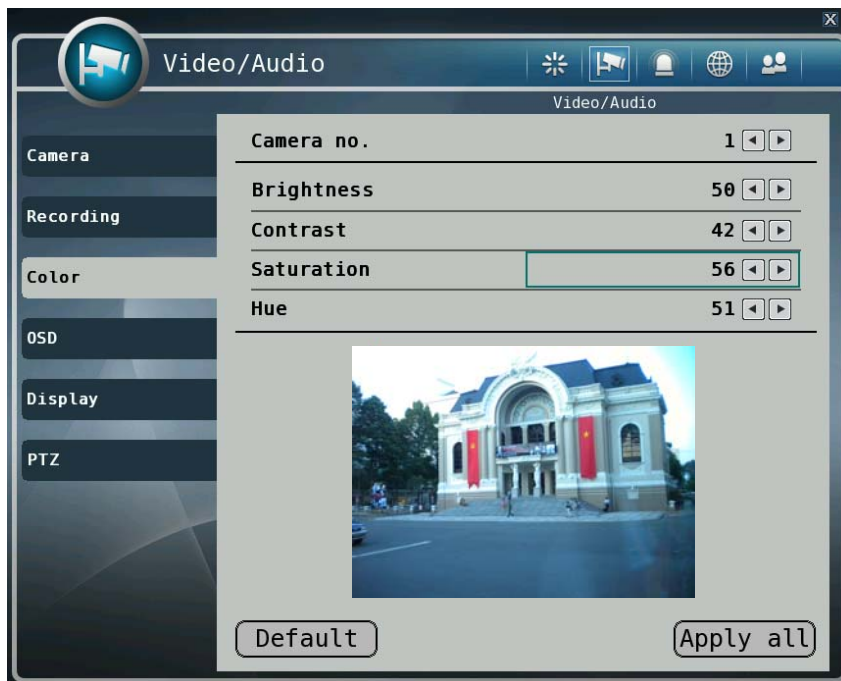 X
Video/Audio
Video/Audio
Camera
Recording
Color
OSD
Display
PTZ
Camera no. 1
Brightness 50
Contrast 42
Saturation 56
Hue 51
Default
Apply all